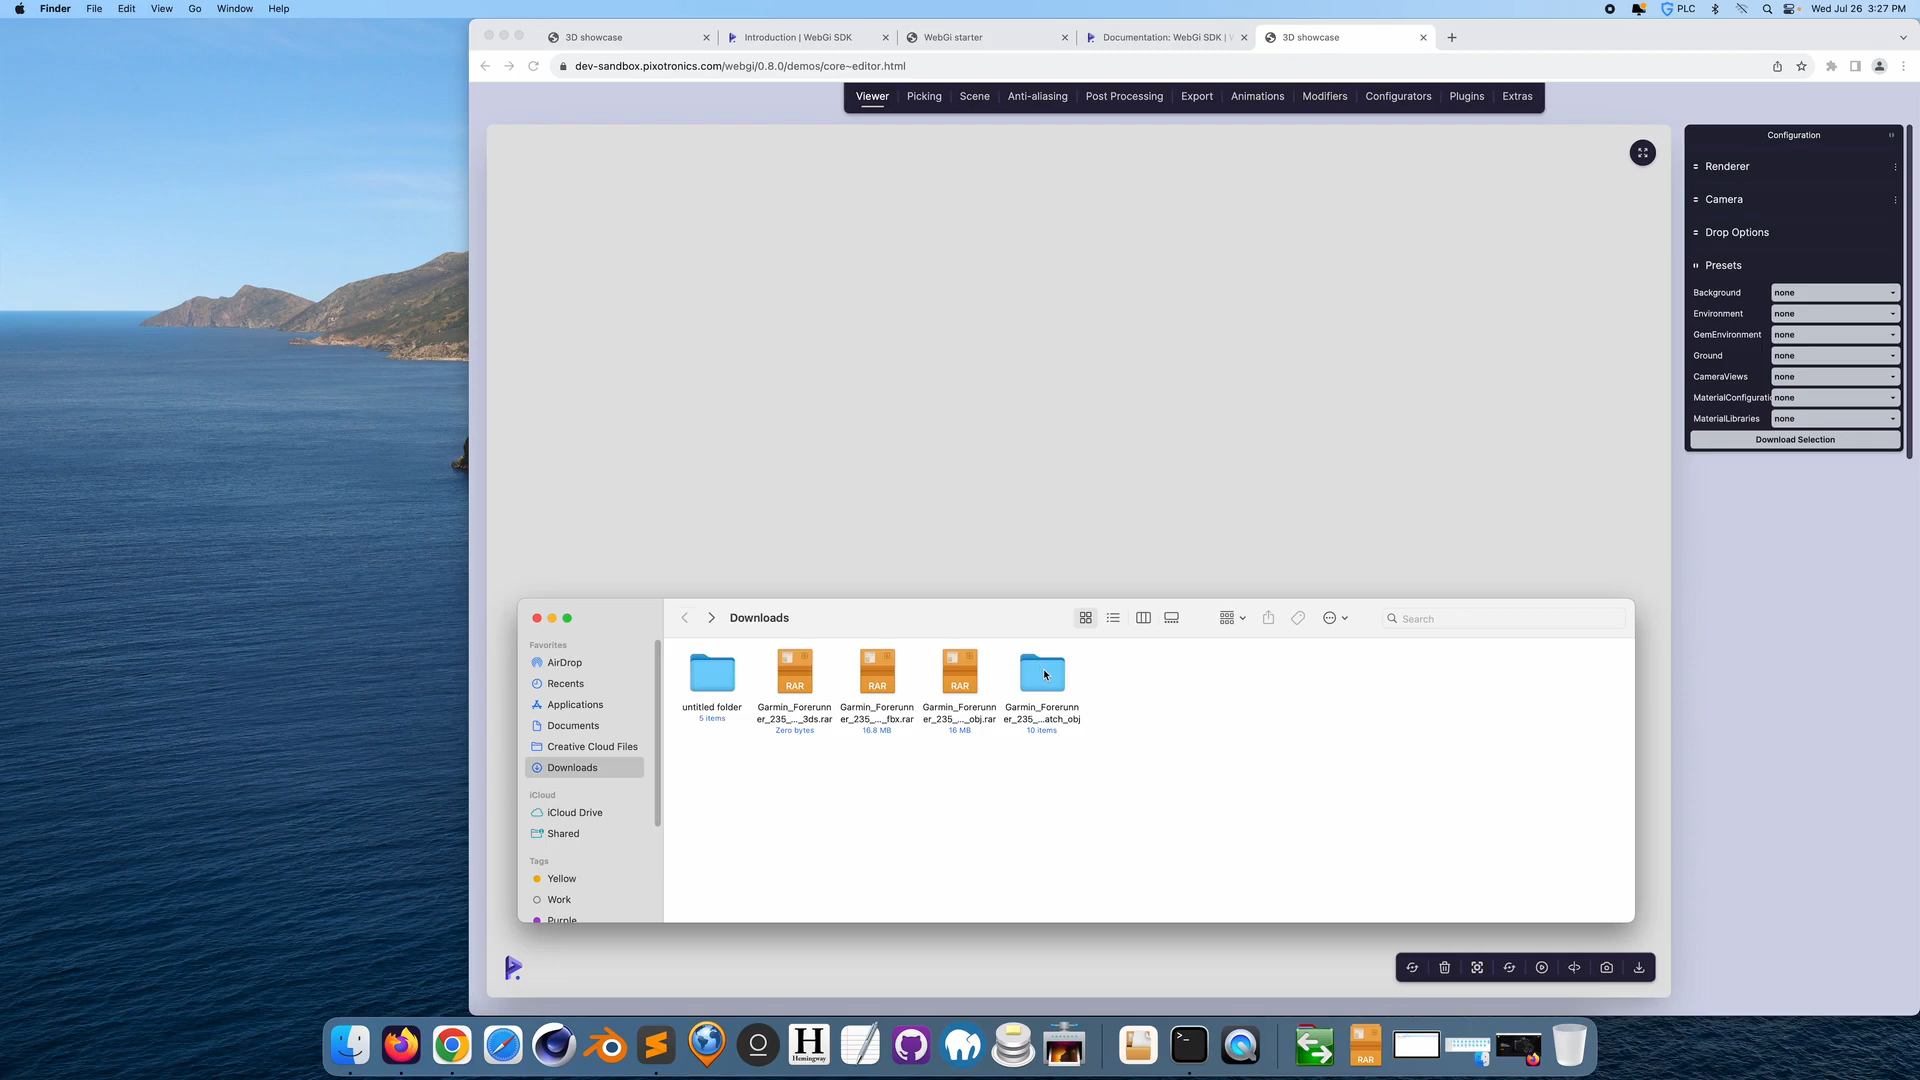 Finder File Edit View Go Window Help
PLC Wed Jul 26 3:27 PM
3D showcase
Introduction | WebGi SDK
WebGi starter
Documentation: WebGi SDK |
3D showcase
dev-sandbox.pixotronics.com/webgi/0.8.0/demos/core~editor.html
Viewer Picking Scene Anti-aliasing Post Processing Export Animations Modifiers Configurators Plugins Extras
Configuration
Renderer
Camera
Drop Options
Presets
Background none
Environment none
GemEnvironment none
Ground none
CameraViews none
MaterialConfigurati none
MaterialLibraries none
Download Selection
Downloads
Search
Favorites
AirDrop
Recents
Applications
Documents
Creative Cloud Files
Downloads
iCloud
iCloud Drive
Shared
Tags
Yellow
Work
Purple
RAR RAR RAR
untitled folder
5 items
Garmin_Forerunn
er_235_..._3ds.rar
Zero bytes
Garmin_Forerunn
er_235_..._fbx.rar
16.8 MB
Garmin_Forerunn
er_235_..._obj.rar
16 MB
Garmin_Forerunn
er_235_...atch_obj
10 items
H
Hemingway
RAR